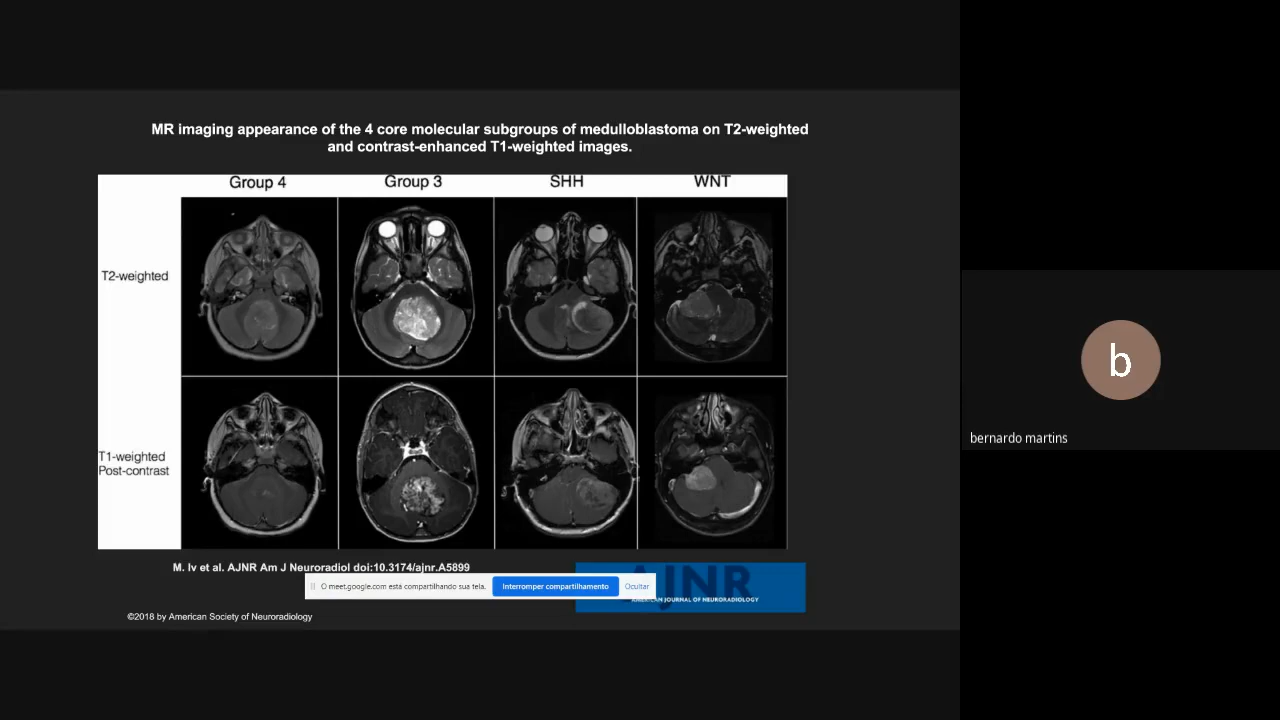 MR imaging appearance of the 4 core molecular subgroups of medulloblastoma on T2-weighted
and contrast-enhanced T1-weighted images.
Group 4 Group 3 SHH WNT
T2-weighted
T1-weighted
Post-contrast
b
bernardo martins
M. Iv et al. AJNR Am J Neuroradiol doi:10.3174/ajnr.A5899
AJNR
O meet.google.com está compartilhando sua tela. Interromper compartilhamento Ocultar
AMERICAN JOURNAL OF NEURORADIOLOGY
©2018 by American Society of Neuroradiology